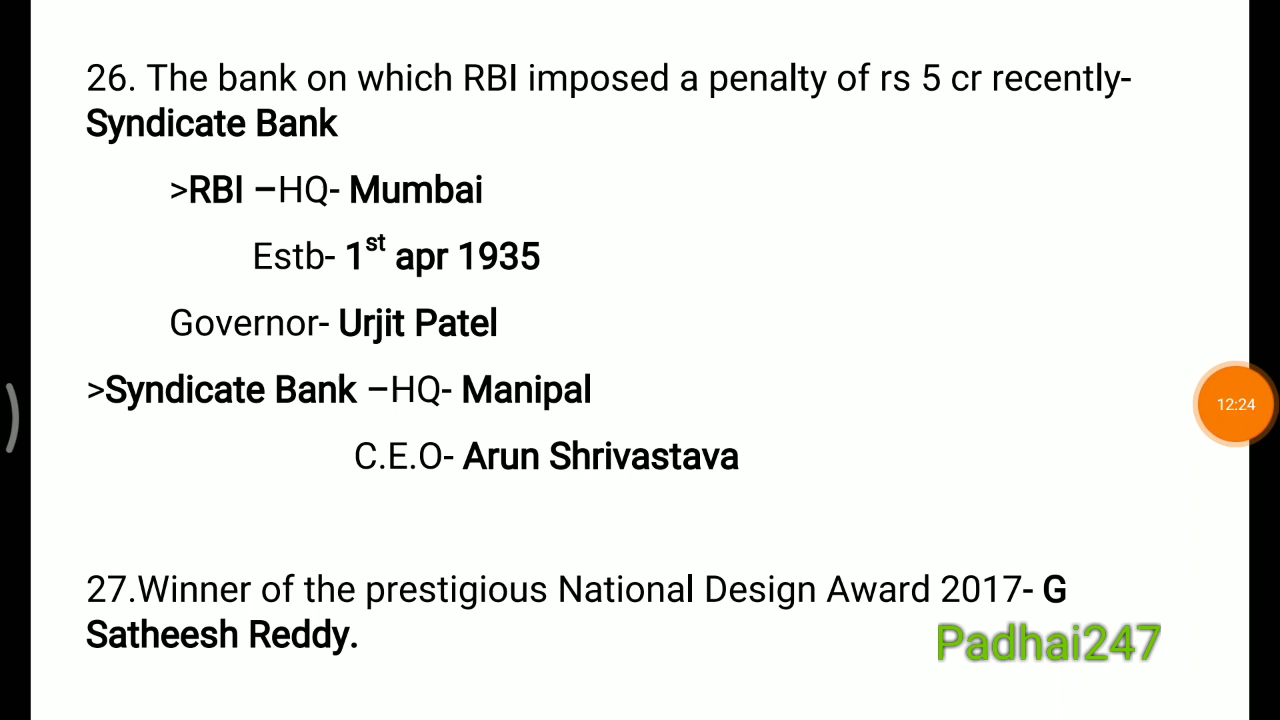 26. The bank on which RBI imposed a penalty of rs 5 cr recently-
Syndicate Bank
>RBI –HQ- Mumbai
Estb- 1st apr 1935
Governor- Urjit Patel
>Syndicate Bank –HQ- Manipal
12:24
C.E.O- Arun Shrivastava
27.Winner of the prestigious National Design Award 2017- G
Satheesh Reddy.
Padhai247